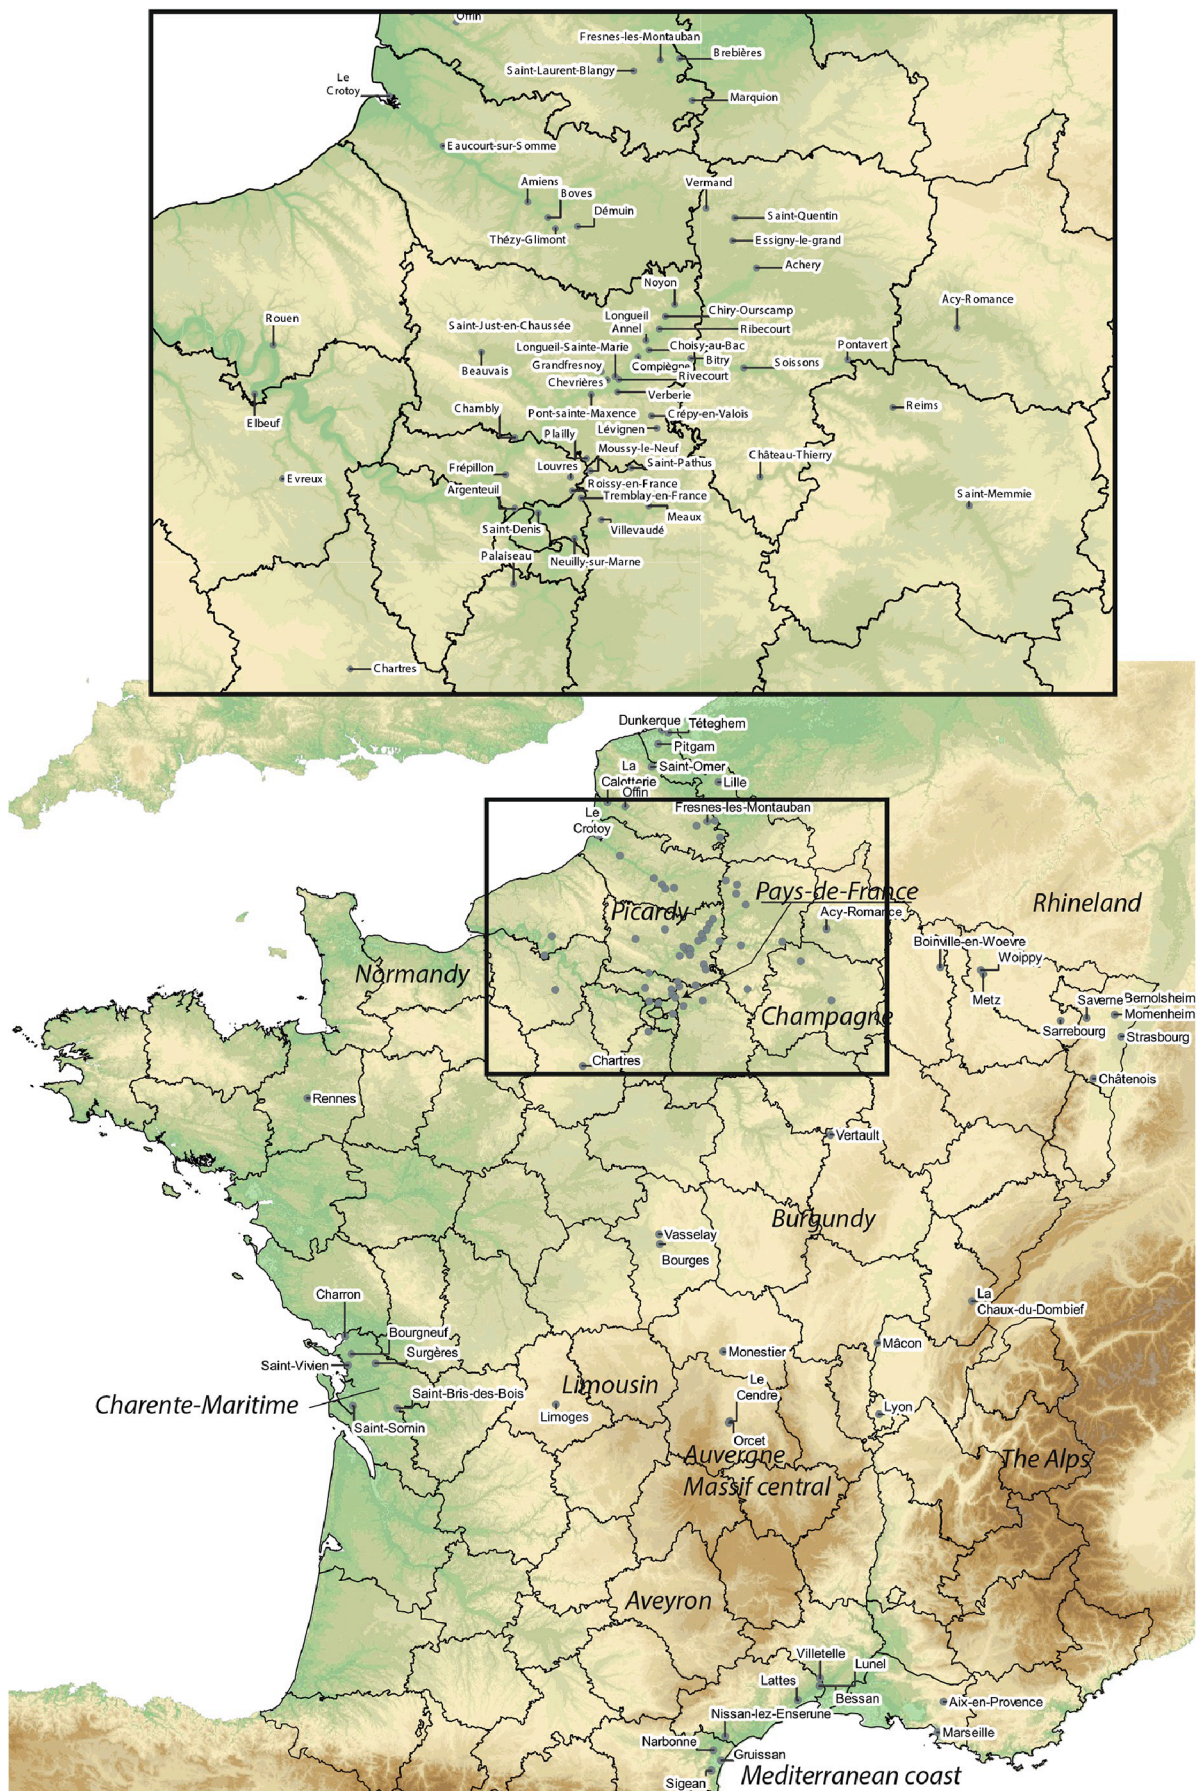 Offin
Fresnes-les-Montauban
Brebières
Saint-Laurent-Blangy
Le
Crotoy
Marquion
Eaucourt-sur-Somme
Amiens
Boves
Démuin
Thézy-Glimont
Vermand
Saint-Quentin
Essigny-le-grand
Achery
Noyon
Chiry-Ourscamp
Longueil
Annel
Ribecourt
Acy-Romance
Rouen
Saint-Just-en-Chaussée
Longueil-Sainte-Marie
Choisy-au-Bac
Pontavert
Beauvais
Grandfresnoy
Compiègne
Bitry
Soissons
Chevrières
Rivecourt
Verberie
Reims
Elbeuf
Chambly
Pont-sainte-Maxence
Crépy-en-Valois
Plailly
Lévignen
Moussy-le-Neuf
Château-Thierry
Frépillon
Louvres
Saint-Pathus
Evreux
Roissy-en-France
Argenteuil
Tremblay-en-France
Saint-Memmie
Saint-Denis
Villevaudé
Meaux
Palaiseau
Neuilly-sur-Marne
Chartres
Dunkerque
Téteghem
Pitgam
La
Calotterie
Saint-Omer
Offin
Lille
Le
Crotoy
Fresnes-les-Montauban
Pays-de-France
Picardy
Acy-Romance
Rhineland
Normandy
Boinville-en-Woevre
Woippy
Metz
Saverne
Bernolsheim
Momenheim
Champagne
Sarrebourg
Strasbourg
Chartres
Châtenois
Rennes
Vertault
Burgundy
Vasselay
Bourges
Charron
La
Chaux-du-Dombief
Bourgneuf
Surgères
Saint-Vivien
Monestier
Mâcon
Charente-Maritime
Saint-Bris-des-Bois
Limousin
Le
Cendre
Limoges
Lyon
Saint-Sornin
Orcet
Auvergne
Massif central
The Alps
Aveyron
Villetelle
Lunel
Lattes
Bessan
Aix-en-Provence
Nissan-lez-Enserune
Marseille
Narbonne
Gruissan
Sigean
Mediterranean coast